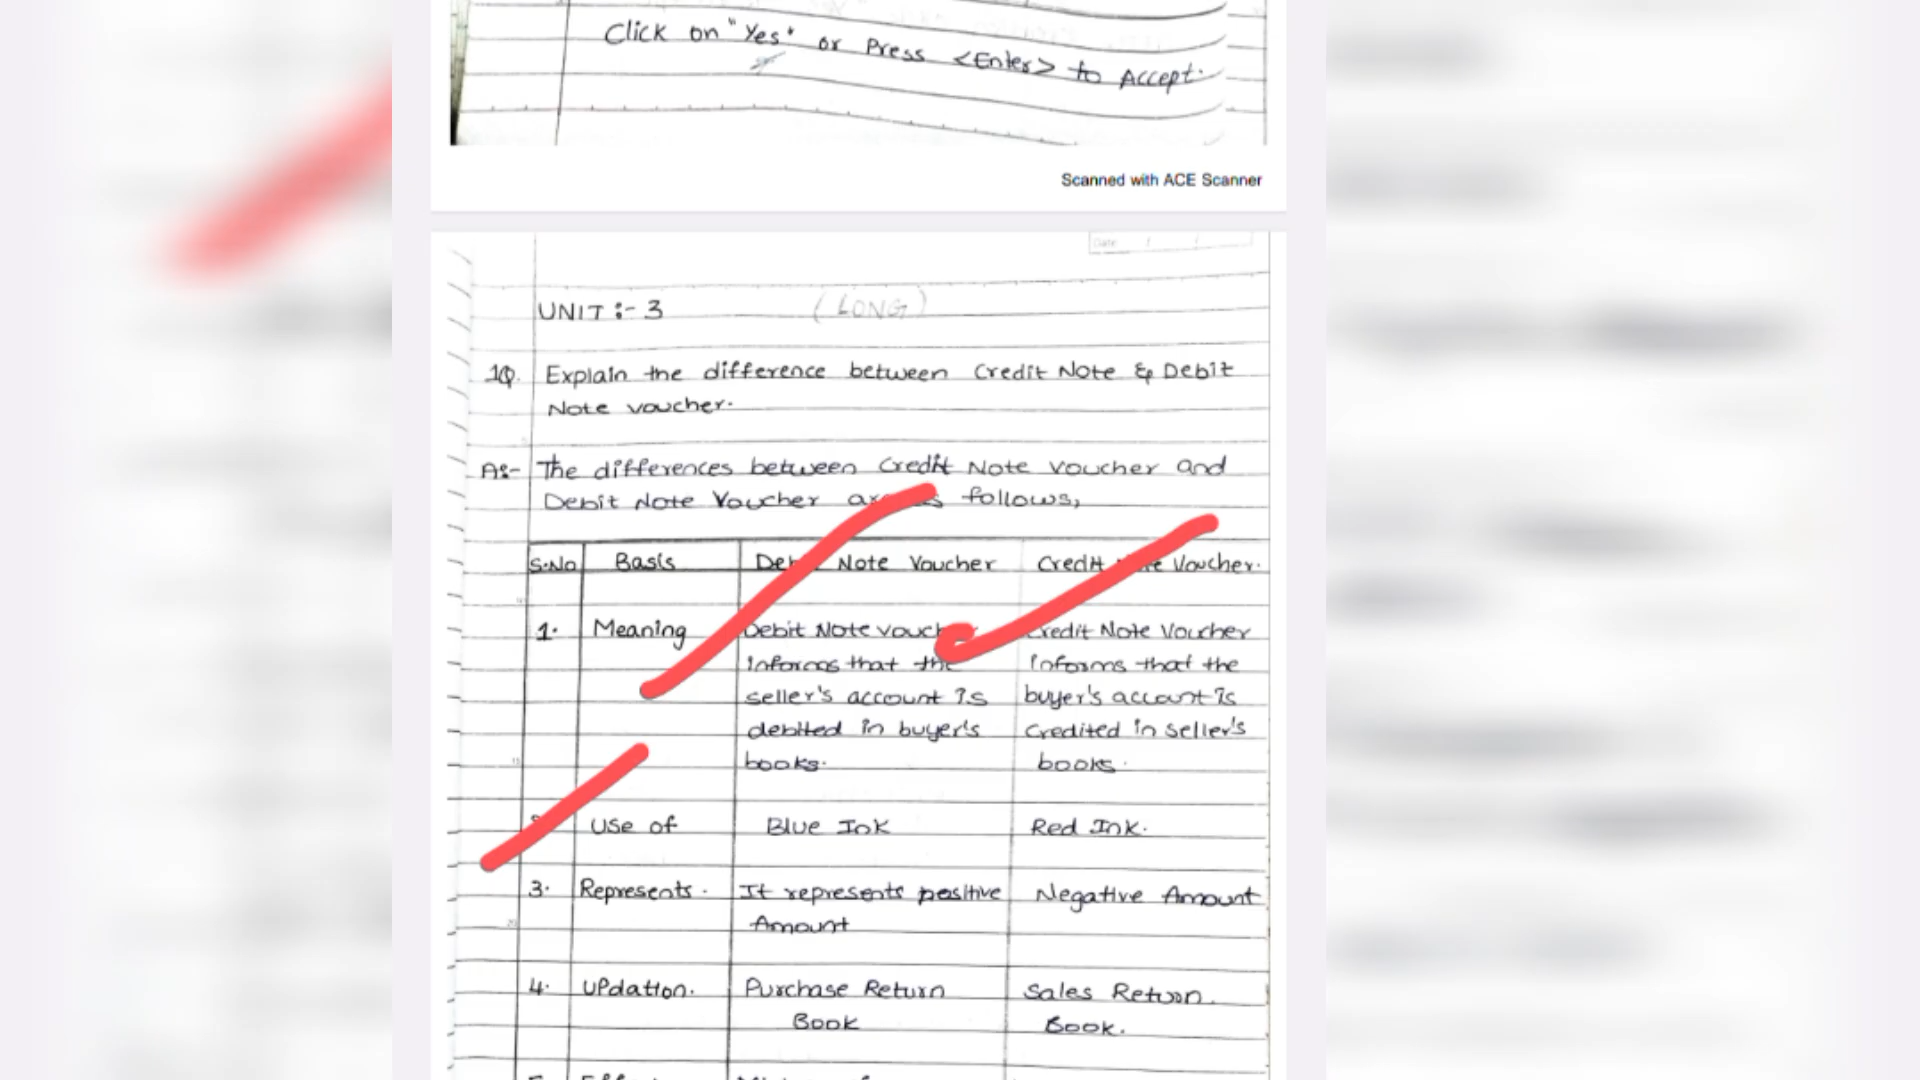 Click on "Yes" or Press <Enter> to Accept.
Scanned with ACE Scanner
Date / /
UNIT :- 3 (LONG)
1Q. Explain the difference between Credit Note & Debit
Note voucher.
A:- The differences between Credit Note Voucher and
Debit Note Voucher follows,
S.No Basis Note Voucher Credit Voucher.
1. Meaning Debit Note Informs that the seller's account is debited in buyer's books. Credit Note Voucher Informs that the buyer's account is Credited in seller's books.
Use of Blue Ink Red Ink.
3. Represents. It represents positive Amount Negative Amount
4. Updation. Purchase Return Book Sales Return Book.